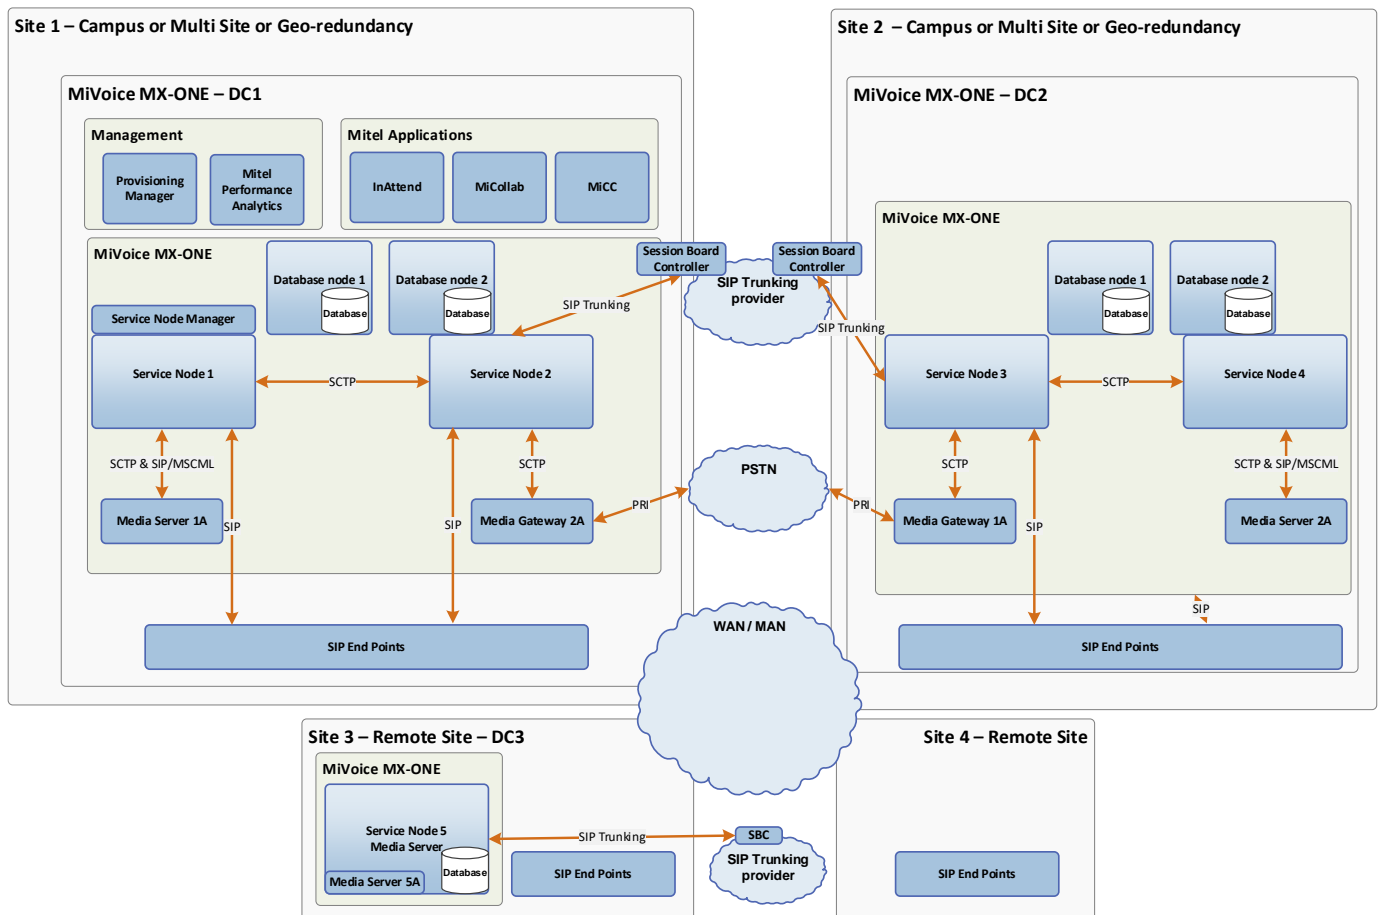 Site 1 – Campus or Multi Site or Geo-redundancy
MiVoice MX-ONE – DC1
Management
Provisioning
Manager
Mitel
Performance
Analytics
Mitel Applications
InAttend
MiCollab
MiCC
MiVoice MX-ONE
Database node 1
Database
Database node 2
Database
Service Node Manager
Service Node 1
SCTP
Service Node 2
SIP Trunking
Session Board
Controller
SCTP & SIP/MSCML
Media Server 1A
SIP
SIP
SCTP
Media Gateway 2A
PRI
SIP End Points
SIP Trunking
provider
PSTN
WAN / MAN
Site 2 – Campus or Multi Site or Geo-redundancy
MiVoice MX-ONE – DC2
MiVoice MX-ONE
Session Board
Controller
SIP Trunking
Database node 1
Database
Database node 2
Database
Service Node 3
SCTP
Service Node 4
SCTP
PRI
Media Gateway 1A
SIP
SCTP & SIP/MSCML
Media Server 2A
SIP
SIP End Points
Site 3 – Remote Site – DC3
MiVoice MX-ONE
Service Node 5
Media Server
Database
Media Server 5A
SIP Trunking
SIP End Points
SBC
SIP Trunking
provider
Site 4 – Remote Site
SIP End Points